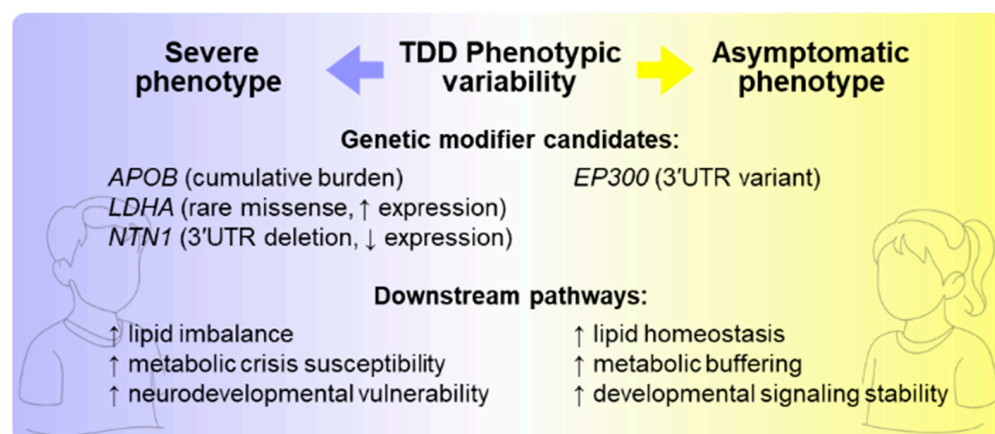 Severe phenotype
TDD Phenotypic variability
Asymptomatic phenotype
Genetic modifier candidates:
APOB (cumulative burden)
LDHA (rare missense, ↑ expression)
NTN1 (3′UTR deletion, ↓ expression)
EP300 (3′UTR variant)
Downstream pathways:
↑ lipid imbalance
↑ metabolic crisis susceptibility
↑ neurodevelopmental vulnerability
↑ lipid homeostasis
↑ metabolic buffering
↑ developmental signaling stability